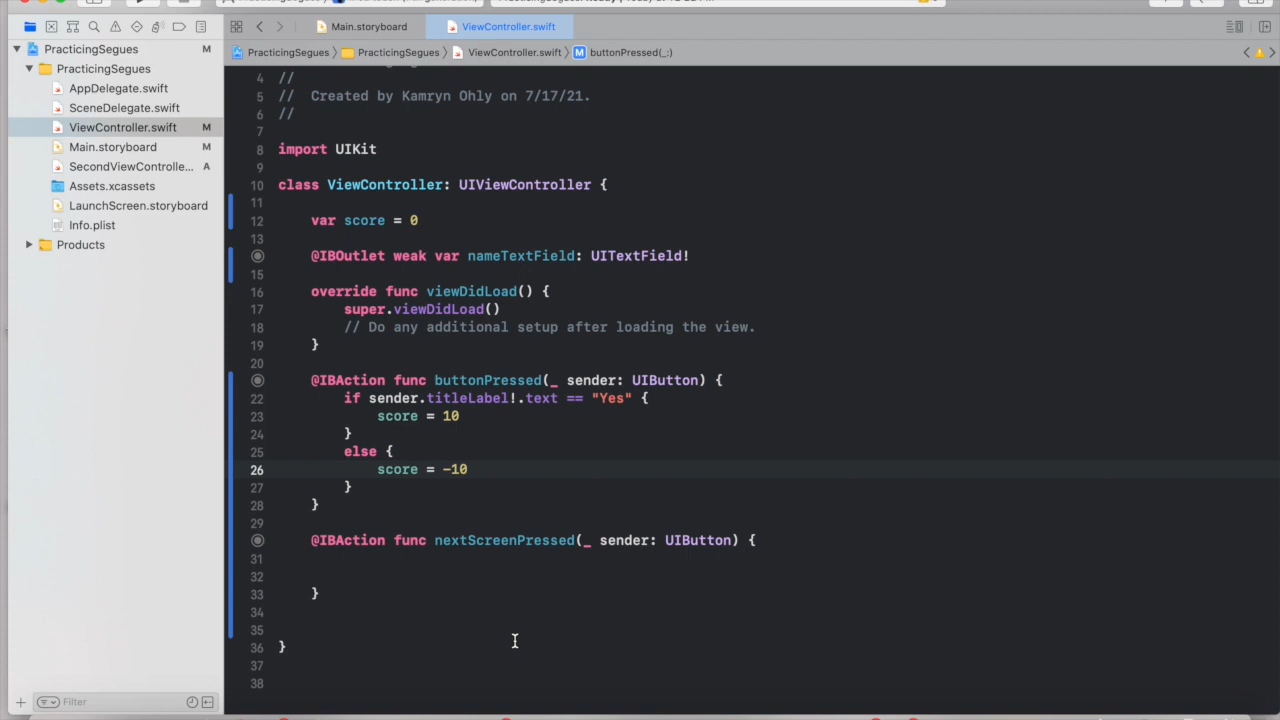 Main.storyboard
ViewController.swift
PracticingSegues
M
PracticingSegues
AppDelegate.swift
SceneDelegate.swift
ViewController.swift
M
Main.storyboard
M
SecondViewControlle...
A
Assets.xcassets
LaunchScreen.storyboard
Info.plist
Products
Filter
PracticingSegues
PracticingSegues
ViewController.swift
M
buttonPressed(_:)
4 //
5 //  Created by Kamryn Ohly on 7/17/21.
6 //
7
8 import UIKit
9
10 class ViewController: UIViewController {
11
12     var score = 0
13
@IBOutlet weak var nameTextField: UITextField!
15
16     override func viewDidLoad() {
17         super.viewDidLoad()
18         // Do any additional setup after loading the view.
19     }
20
@IBAction func buttonPressed(_ sender: UIButton) {
22         if sender.titleLabel!.text == "Yes" {
23             score = 10
24         }
25         else {
26             score = -10
27         }
28     }
29
@IBAction func nextScreenPressed(_ sender: UIButton) {
31
32
33     }
34
35
36 }
37
38